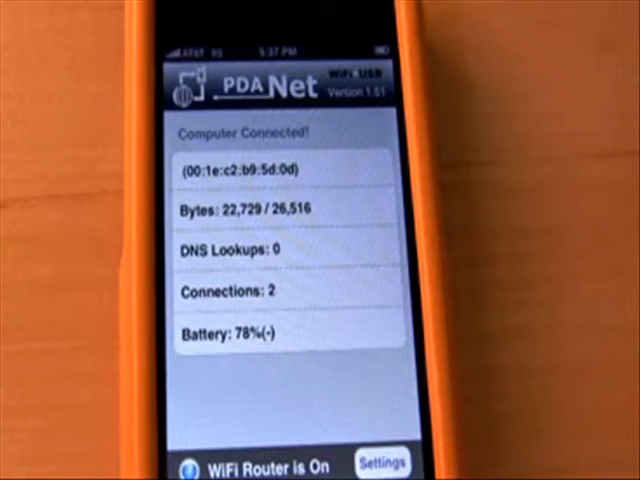 AT&T 3G 5:37 PM
PDA Net WiFi+USB
Version 1.51
Computer Connected!
(00:1e:c2:b9:5d:0d)
Bytes: 22,729 / 26,516
DNS Lookups: 0
Connections: 2
Battery: 78%(-)
WiFi Router is On Settings